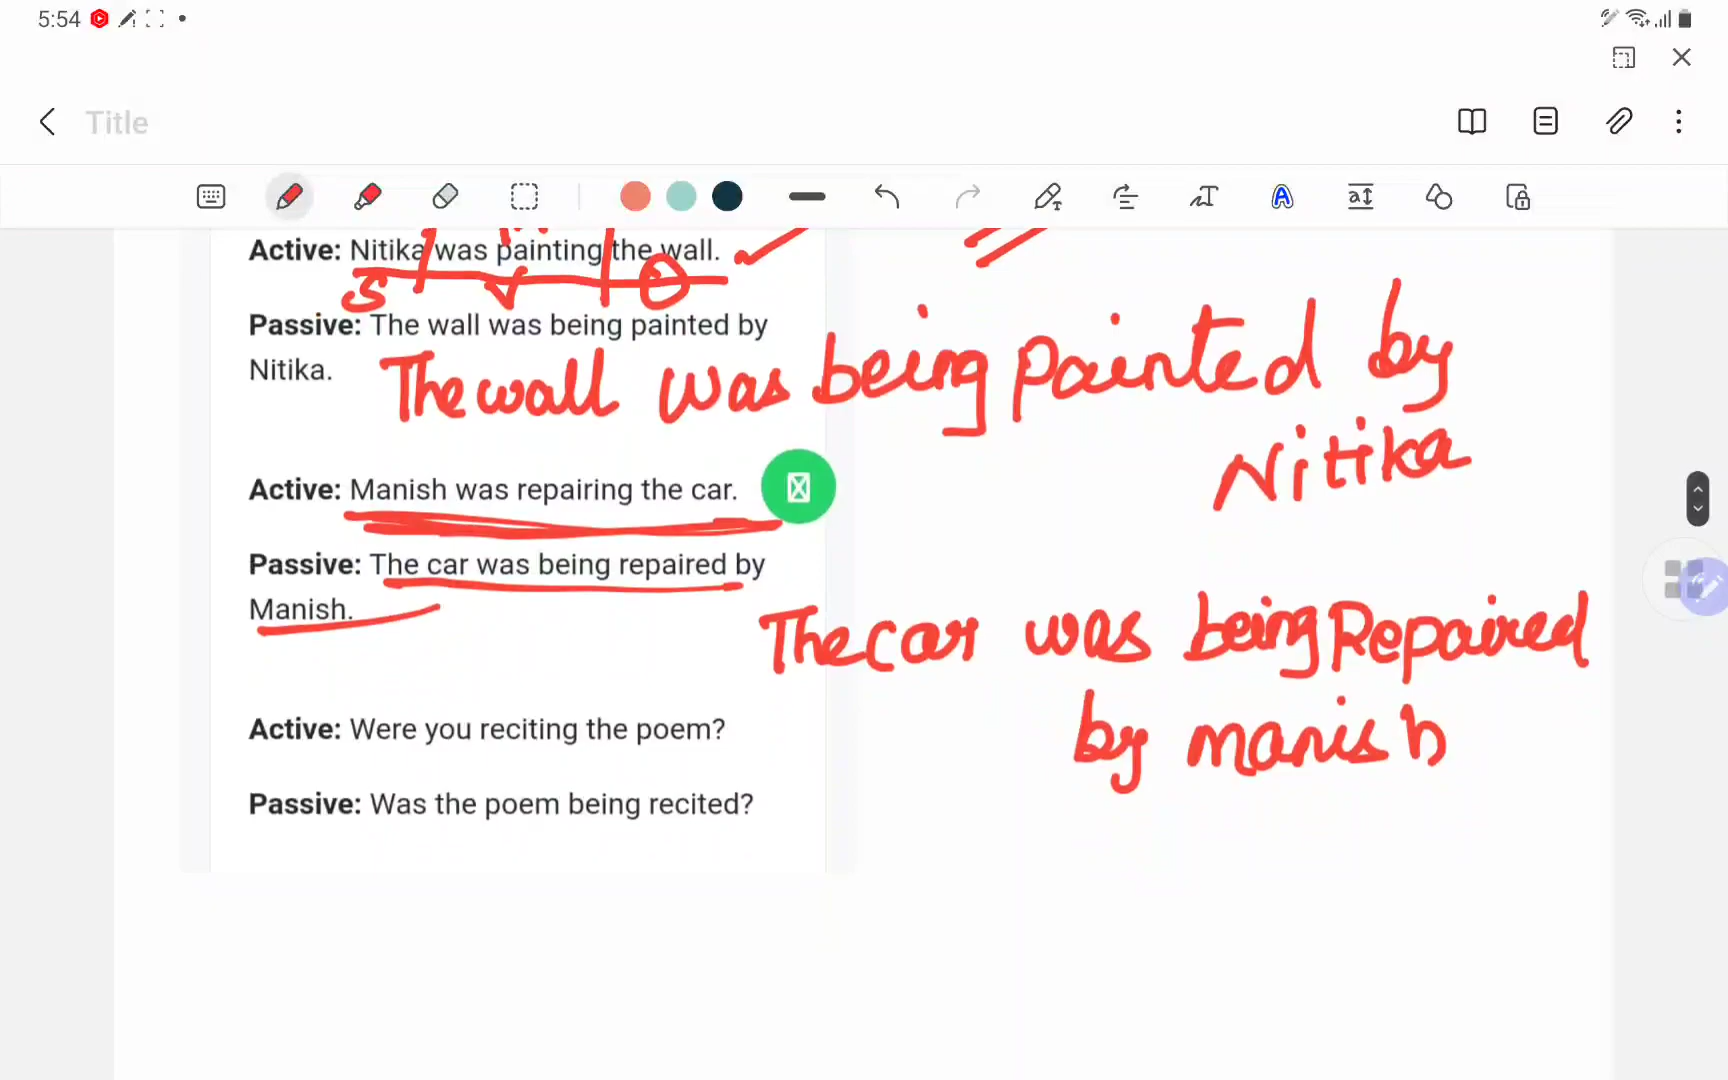 5:54
Title
Active: Nitika was painting the wall.
S V O
Passive: The wall was being painted by
Nitika.
The wall was being painted by
Nitika
Active: Manish was repairing the car.
Passive: The car was being repaired by
Manish.
The car was being Repaired
by manish
Active: Were you reciting the poem?
Passive: Was the poem being recited?